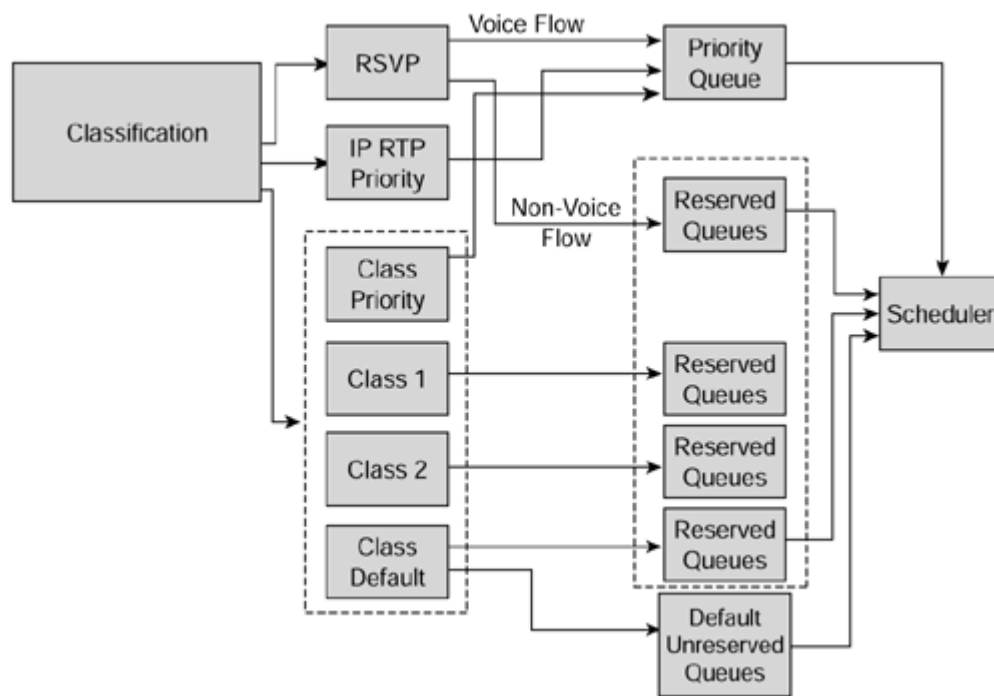 Voice Flow
RSVP
Priority
Queue
Classification
IP RTP
Priority
Non-Voice
Flow
Reserved
Queues
Class
Priority
Scheduler
Class 1
Reserved
Queues
Class 2
Reserved
Queues
Class
Default
Reserved
Queues
Default
Unreserved
Queues